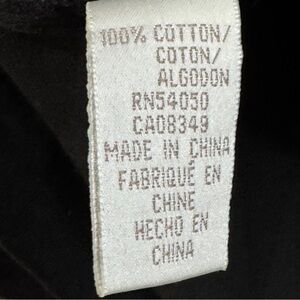 100% COTTON/
COTON/
ALGODON
RN54050
CA08349
MADE IN CHINA
FABRIQUÉ EN
CHINE
HECHO EN
CHINA